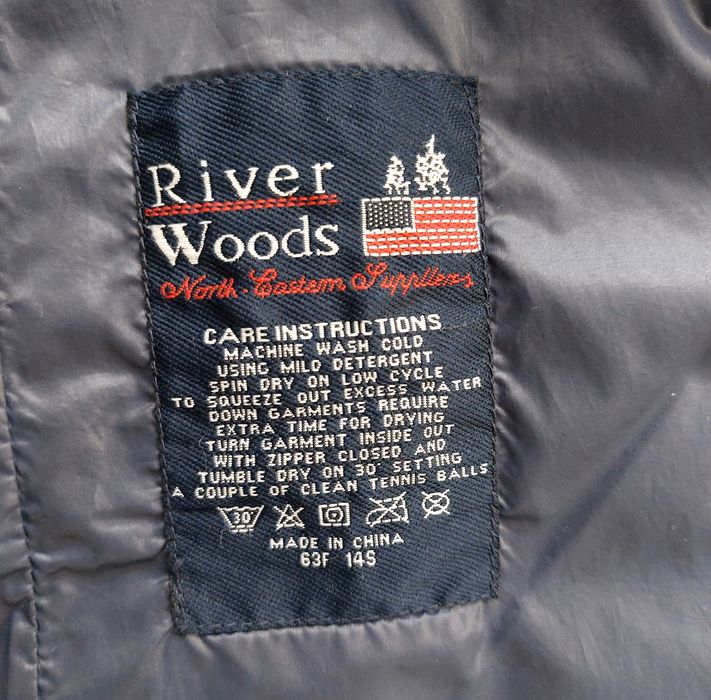 River
Woods
North-Eastern Suppliers
CARE INSTRUCTIONS
MACHINE WASH COLD
USING MILD DETERGENT
SPIN DRY ON LOW CYCLE
TO SQUEEZE OUT EXCESS WATER
DOWN GARMENTS REQUIRE
EXTRA TIME FOR DRYING
TURN GARMENT INSIDE OUT
WITH ZIPPER CLOSED AND
TUMBLE DRY ON 30° SETTING
A COUPLE OF CLEAN TENNIS BALLS
30°
MADE IN CHINA
63F 14S